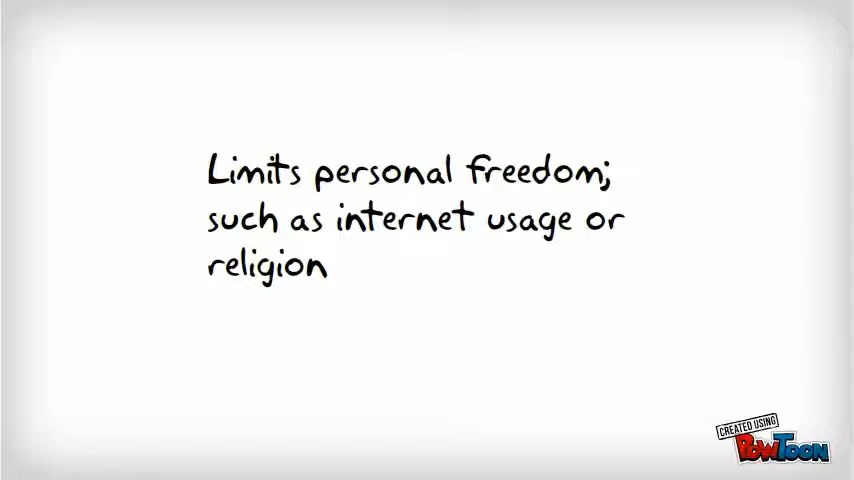 Limits personal freedom;
such as internet usage or
religion
CREATED USING
POWTOON